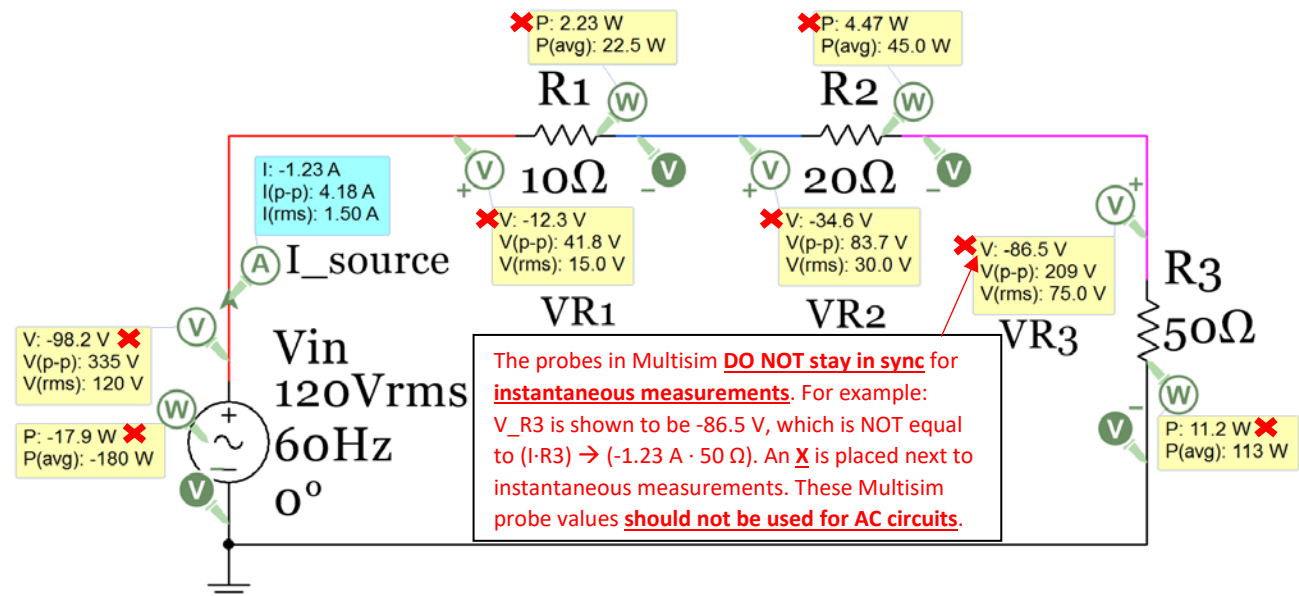 P: 2.23 W
P(avg): 22.5 W
P: 4.47 W
P(avg): 45.0 W
R1
W
R2
W
I: -1.23 A
I(p-p): 4.18 A
I(rms): 1.50 A
V
+
10Ω
V
−
V
+
20Ω
V
−
V
+
A
I_source
V: -12.3 V
V(p-p): 41.8 V
V(rms): 15.0 V
VR1
V: -34.6 V
V(p-p): 83.7 V
V(rms): 30.0 V
VR2
V: -86.5 V
V(p-p): 209 V
V(rms): 75.0 V
VR3
R3
50Ω
V
V: -98.2 V
V(p-p): 335 V
V(rms): 120 V
Vin
120Vrms
60Hz
0°
W
+
−
P: -17.9 W
P(avg): -180 W
V
The probes in Multisim DO NOT stay in sync for
instantaneous measurements. For example:
V_R3 is shown to be -86.5 V, which is NOT equal
to (I·R3) → (-1.23 A · 50 Ω). An X is placed next to
instantaneous measurements. These Multisim
probe values should not be used for AC circuits.
W
V
−
P: 11.2 W
P(avg): 113 W